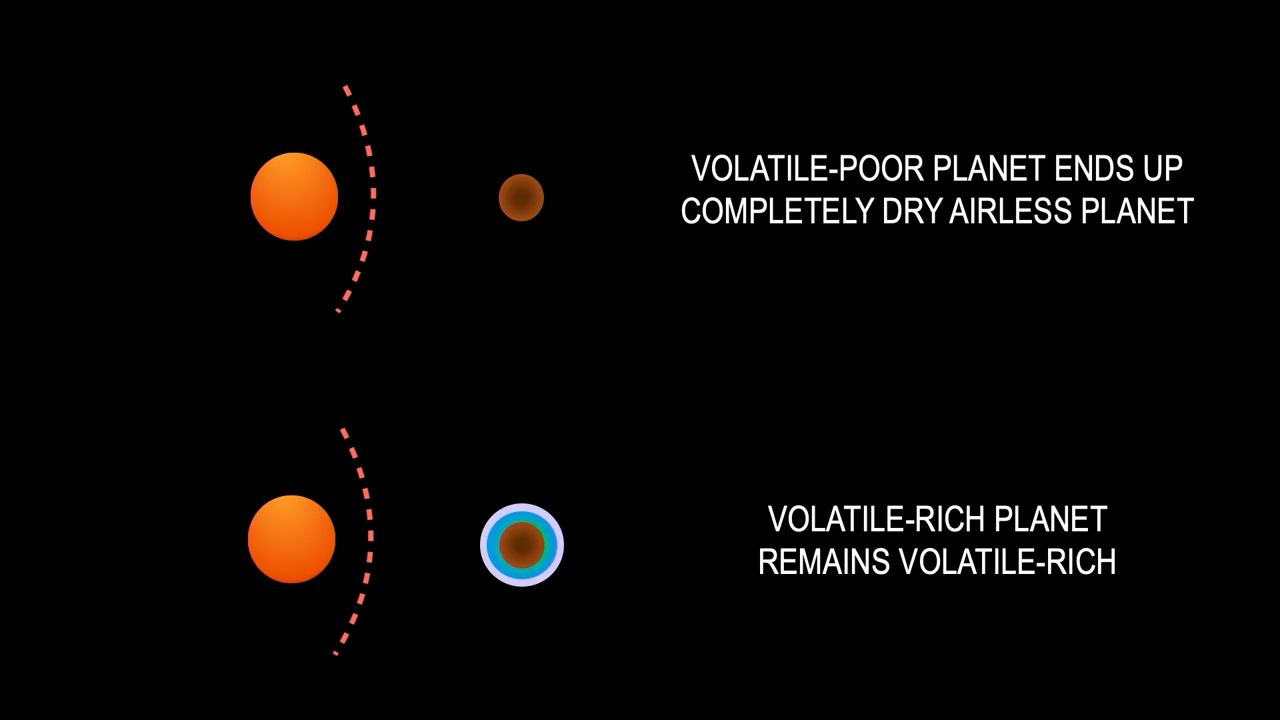 VOLATILE-POOR PLANET ENDS UP
COMPLETELY DRY AIRLESS PLANET
VOLATILE-RICH PLANET
REMAINS VOLATILE-RICH